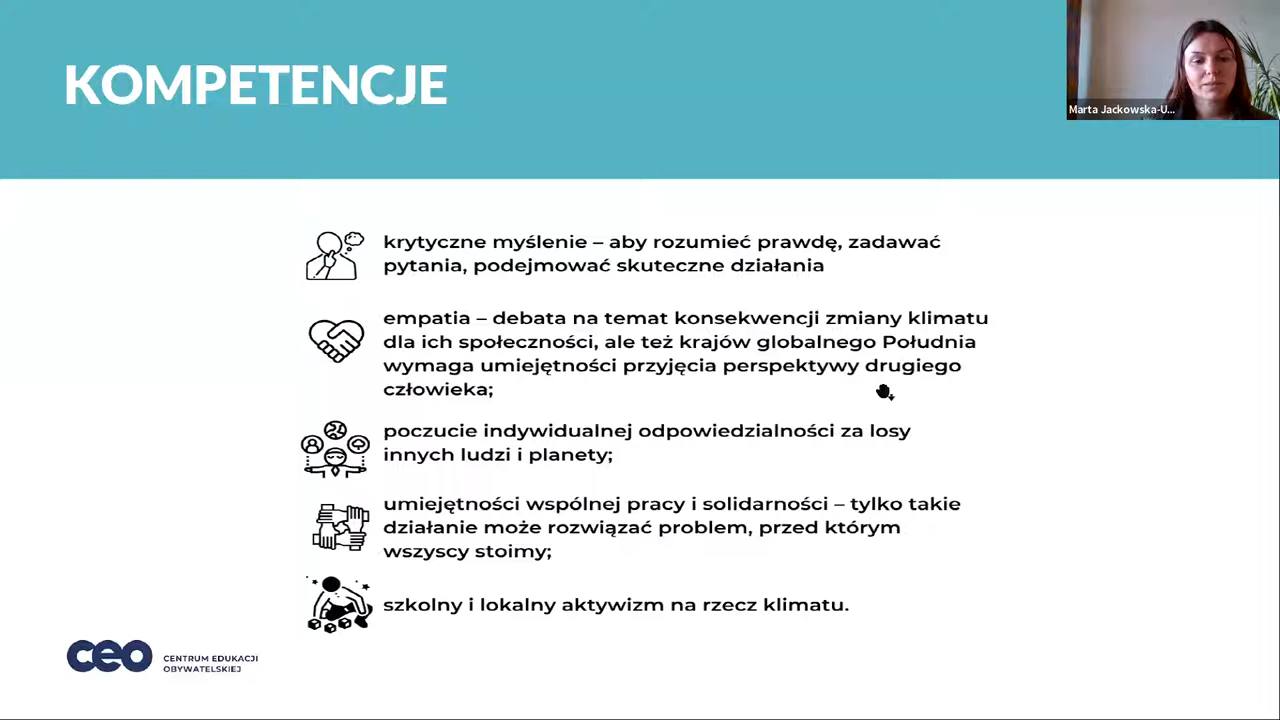 KOMPETENCJE
Marta Jackowska-U...
krytyczne myślenie – aby rozumieć prawdę, zadawać
pytania, podejmować skuteczne działania
empatia – debata na temat konsekwencji zmiany klimatu
dla ich społeczności, ale też krajów globalnego Południa
wymaga umiejętności przyjęcia perspektywy drugiego
człowieka;
poczucie indywidualnej odpowiedzialności za losy
innych ludzi i planety;
umiejętności wspólnej pracy i solidarności – tylko takie
działanie może rozwiązać problem, przed którym
wszyscy stoimy;
szkolny i lokalny aktywizm na rzecz klimatu.
ceo
CENTRUM EDUKACJI
OBYWATELSKIEJ